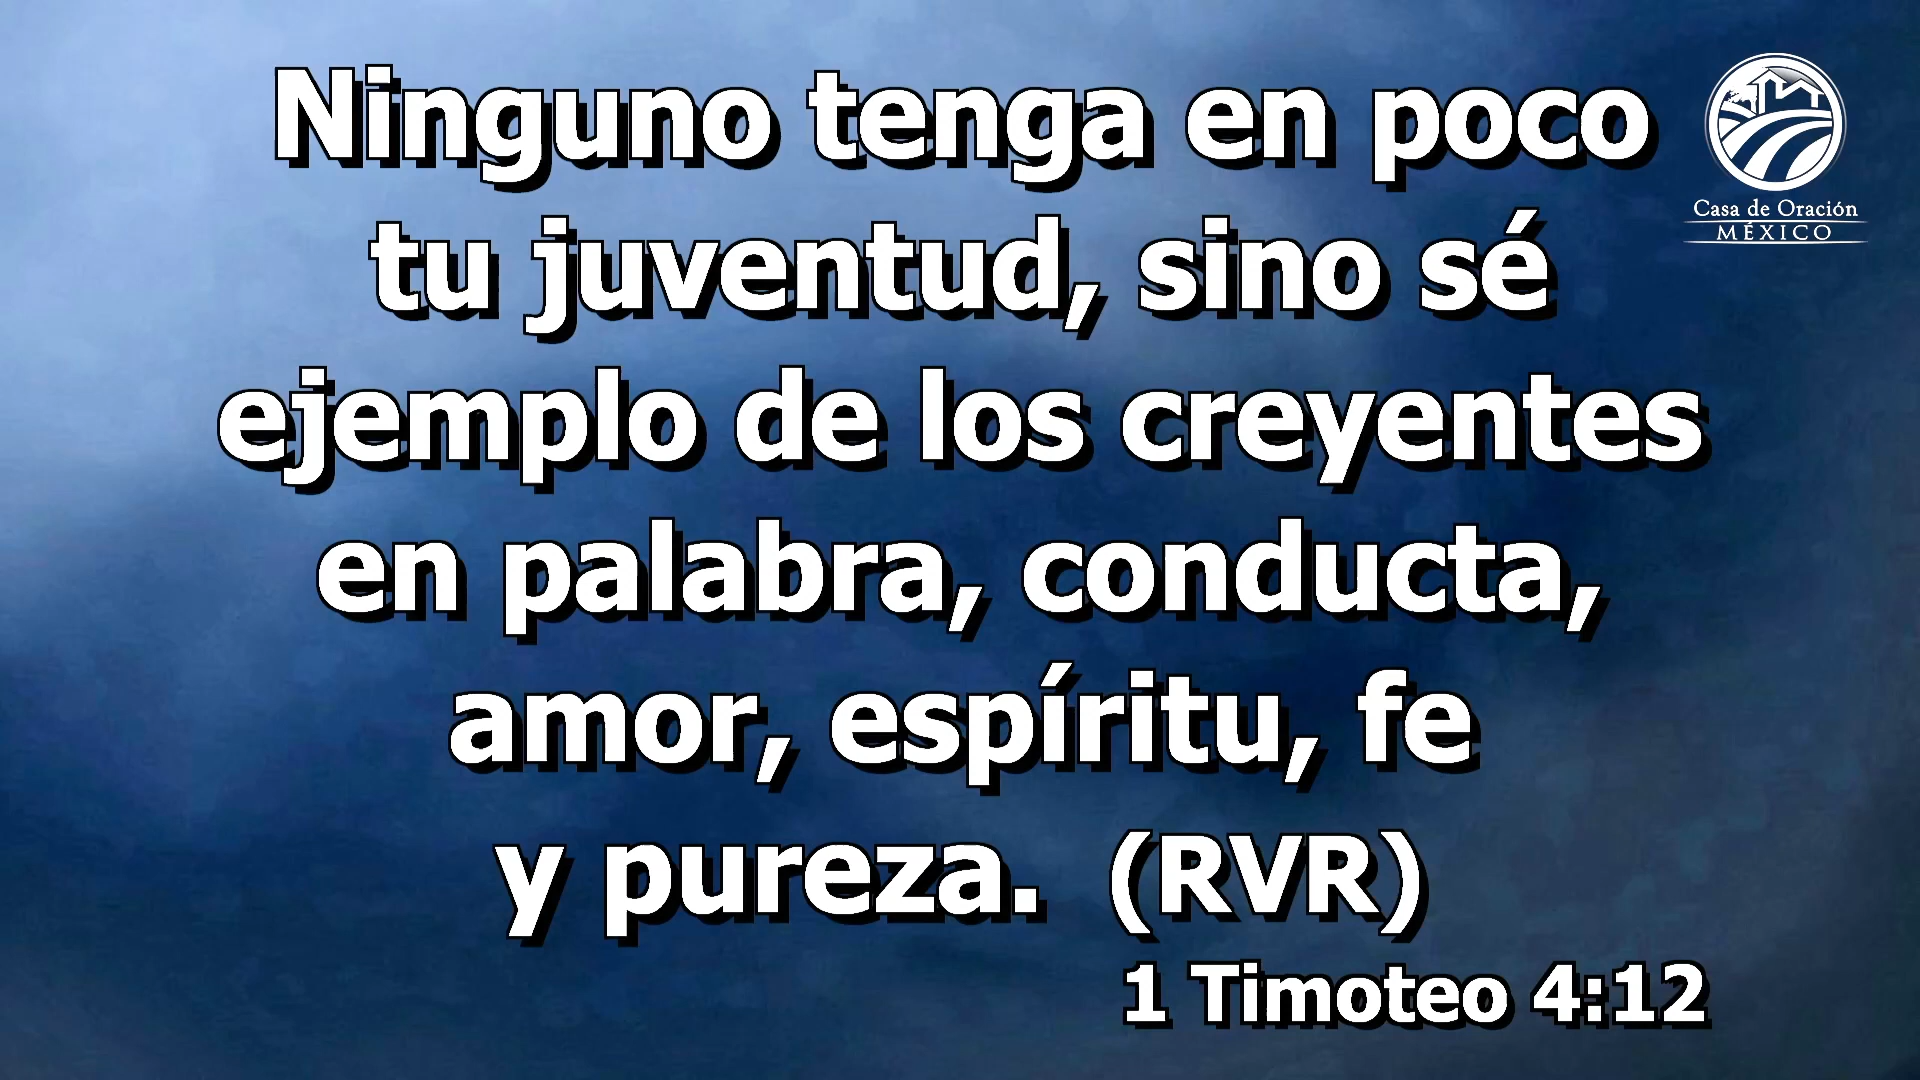 Ninguno tenga en poco
tu juventud, sino sé
ejemplo de los creyentes
en palabra, conducta,
amor, espíritu, fe
y pureza. (RVR)
1 Timoteo 4:12
Casa de Oración
MÉXICO